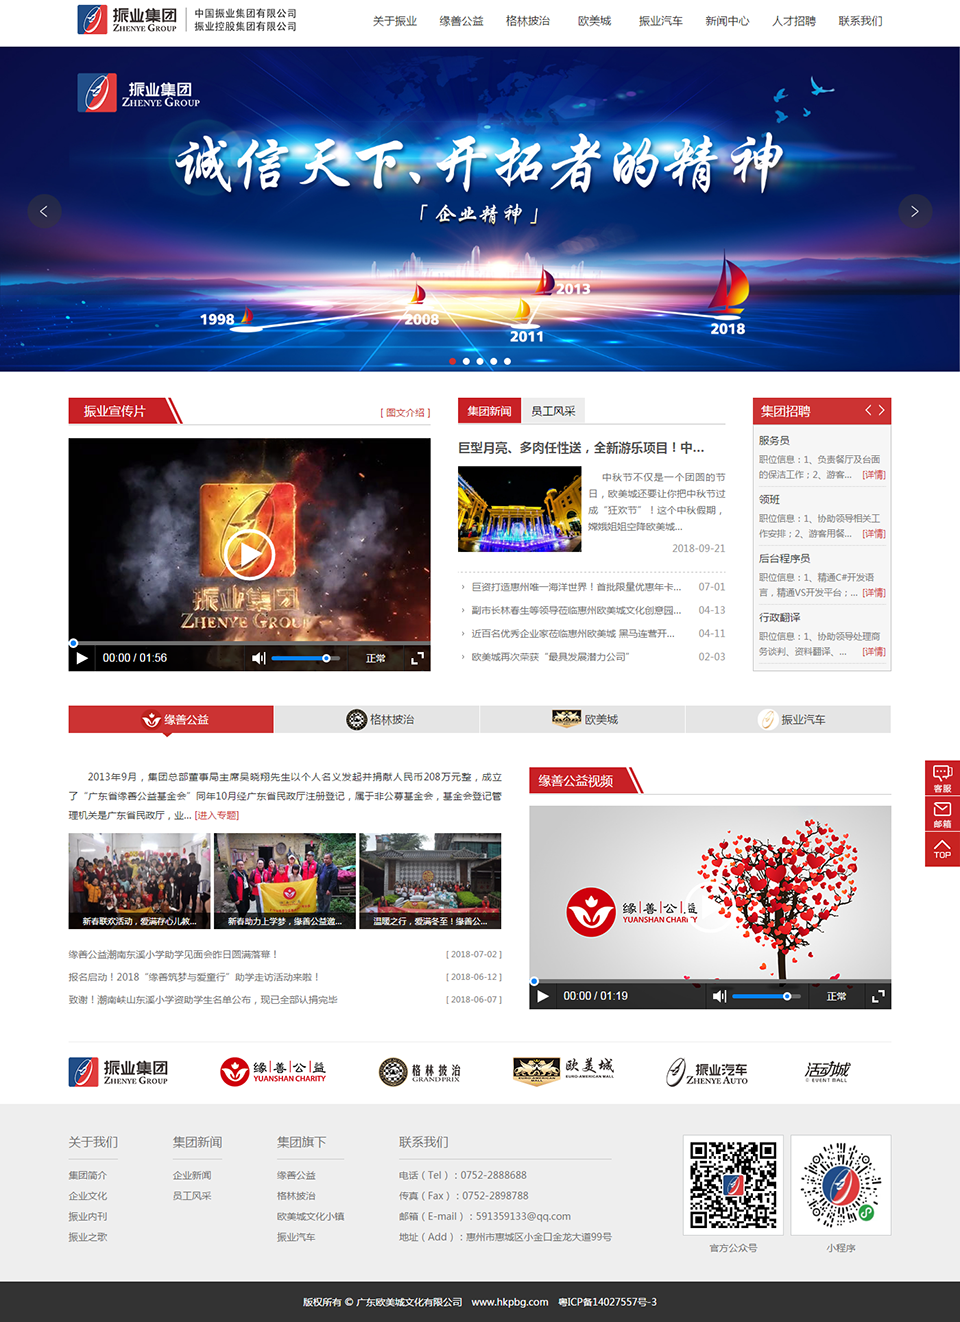 振业集团
ZHENYE GROUP
中国振业集团有限公司
振业控股集团有限公司
关于振业 缘善公益 格林披治 欧美城 振业汽车 新闻中心 人才招聘 联系我们
振业集团
ZHENYE GROUP
诚信天下、开拓者的精神
「企业精神」
1998
2008
2011
2013
2018
振业宣传片
[ 图文介绍 ]
振业集团
ZHENYE GROUP
00:00 / 01:56
正常
集团新闻 员工风采
巨型月亮、多肉任性送，全新游乐项目！中...
中秋节不仅是一个团圆的节
日，欧美城还要让你把中秋节过
成“狂欢节”！这个中秋假期，
嫦娥姐姐空降欧美城...
2018-09-21
巨资打造惠州唯一海洋世界！首批限量优惠年卡... 07-01
副市长林春生等领导莅临惠州欧美城文化创意园... 04-13
近百名优秀企业家莅临惠州欧美城 黑马连营开... 04-11
欧美城再次荣获“最具发展潜力公司” 02-03
集团招聘
服务员
职位信息：1、负责餐厅及台面
的保洁工作；2、游客... [详情]
领班
职位信息：1、协助领导相关工
作安排；2、游客用餐... [详情]
后台程序员
职位信息：1、精通C#开发语
言，精通VS开发平台；... [详情]
行政翻译
职位信息：1、协助领导处理商
务谈判、资料翻译、... [详情]
缘善公益 格林披治 欧美城 振业汽车
2013年9月，集团总部董事局主席吴晓翔先生以个人名义发起并捐献人民币208万元整，成立
了“广东省缘善公益基金会”同年10月经广东省民政厅注册登记，属于非公募基金会，基金会登记管
理机关是广东省民政厅，业... [进入专题]
新春联欢活动，爱满存心儿教...
新春助力上学梦，缘善公益邀...
温暖之行，爱满冬至！缘善公...
缘善公益潮南东溪小学助学见面会昨日圆满落幕！ [ 2018-07-02 ]
报名启动！2018“缘善筑梦与爱童行”助学走访活动来啦！ [ 2018-06-12 ]
致谢！潮南峡山东溪小学资助学生名单公布，现已全部认捐完毕 [ 2018-06-07 ]
缘善公益视频
缘善公益
YUANSHAN CHARITY
00:00 / 01:19
正常
客服
邮箱
TOP
振业集团
ZHENYE GROUP
缘善公益
YUANSHAN CHARITY
格林披治
GRANDPRIX
欧美城
EURO-AMERICAN MALL
振业汽车
ZHENYE AUTO
活动城
EVENT MALL
关于我们
集团简介
企业文化
振业内刊
振业之歌
集团新闻
企业新闻
员工风采
集团旗下
缘善公益
格林披治
欧美城文化小镇
振业汽车
联系我们
电话（Tel）：0752-2888688
传真（Fax）：0752-2898788
邮箱（E-mail）：591359133@qq.com
地址（Add）：惠州市惠城区小金口金龙大道99号
官方公众号
小程序
版权所有 © 广东欧美城文化有限公司 www.hkpbg.com 粤ICP备14027557号-3